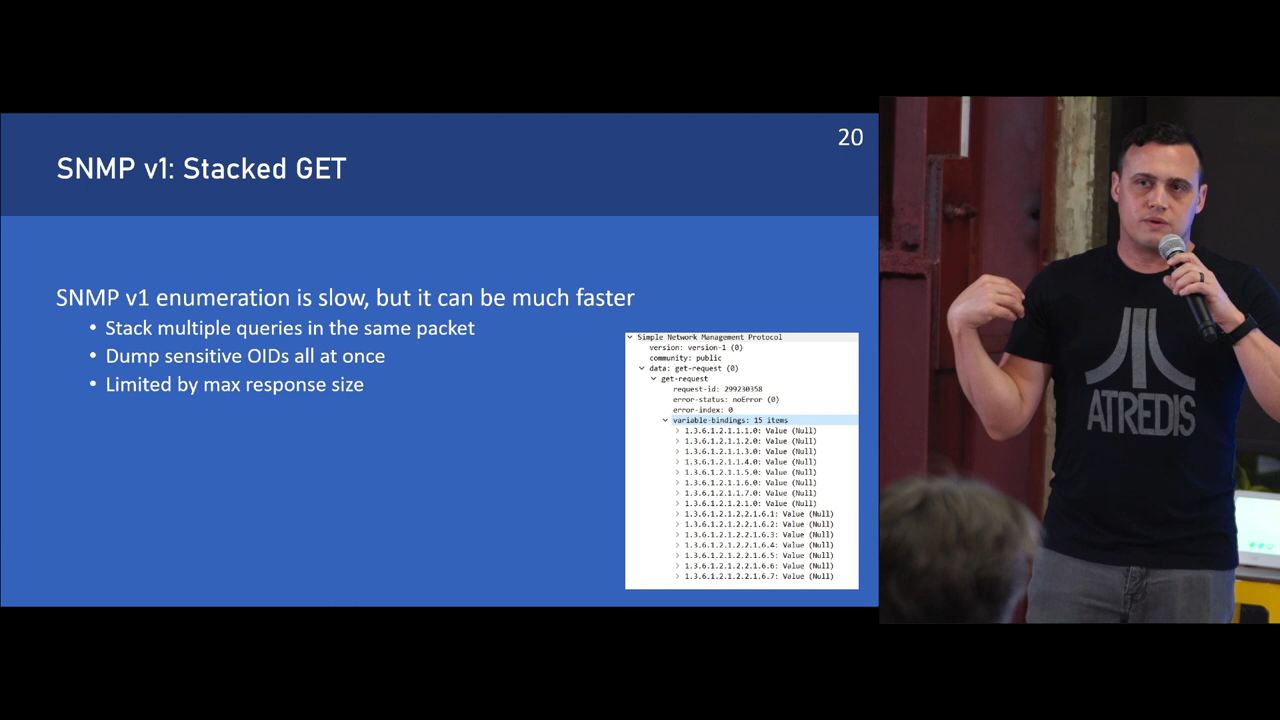 20
SNMP v1: Stacked GET
SNMP v1 enumeration is slow, but it can be much faster
• Stack multiple queries in the same packet
• Dump sensitive OIDs all at once
• Limited by max response size
Simple Network Management Protocol
version: version-1 (0)
community: public
data: get-request (0)
get-request
request-id: 299230358
error-status: noError (0)
error-index: 0
variable-bindings: 15 items
1.3.6.1.2.1.1.1.0: Value (Null)
1.3.6.1.2.1.1.2.0: Value (Null)
1.3.6.1.2.1.1.3.0: Value (Null)
1.3.6.1.2.1.1.4.0: Value (Null)
1.3.6.1.2.1.1.5.0: Value (Null)
1.3.6.1.2.1.1.6.0: Value (Null)
1.3.6.1.2.1.1.7.0: Value (Null)
1.3.6.1.2.1.2.1.0: Value (Null)
1.3.6.1.2.1.2.2.1.6.1: Value (Null)
1.3.6.1.2.1.2.2.1.6.2: Value (Null)
1.3.6.1.2.1.2.2.1.6.3: Value (Null)
1.3.6.1.2.1.2.2.1.6.4: Value (Null)
1.3.6.1.2.1.2.2.1.6.5: Value (Null)
1.3.6.1.2.1.2.2.1.6.6: Value (Null)
1.3.6.1.2.1.2.2.1.6.7: Value (Null)
ATREDIS